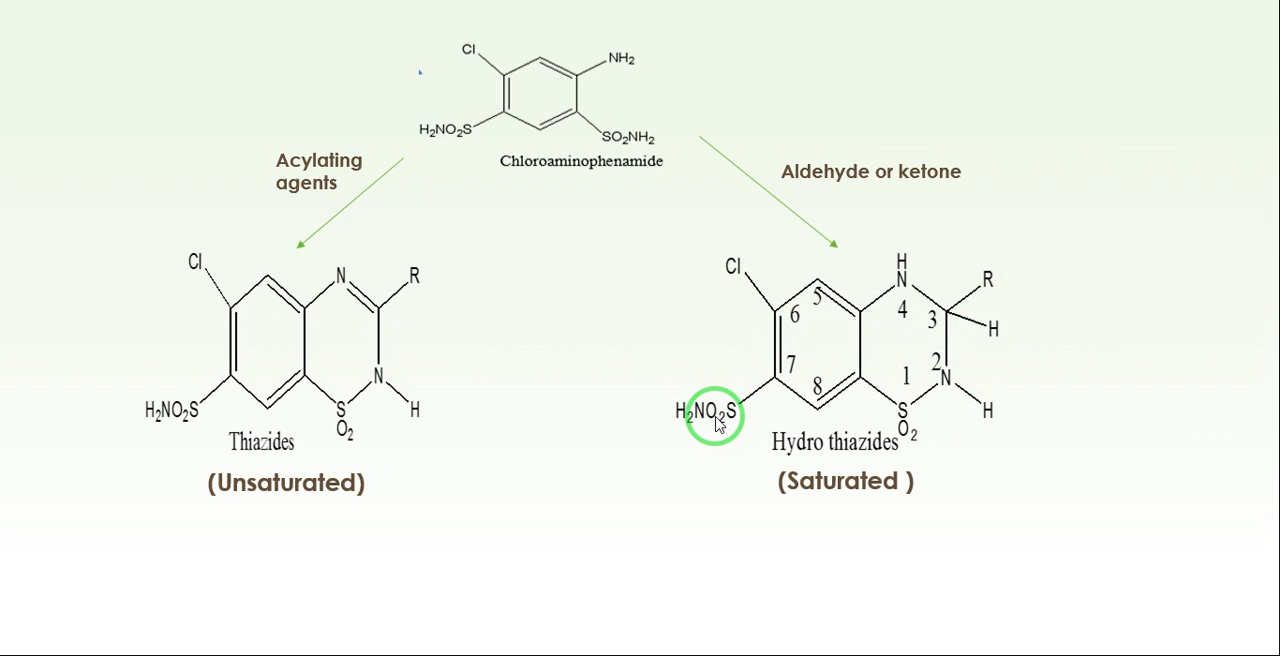 Cl
NH₂
H₂NO₂S
SO₂NH₂
Chloroaminophenamide
Acylating
agents
Aldehyde or ketone
Cl
N
R
N
H
H₂NO₂S
S
O₂
Thiazides
(Unsaturated)
Cl
H
N
R
5
4
3
H
6
7
2
1
N
8
H₂NO₂S
S
H
O₂
Hydro thiazides
(Saturated )